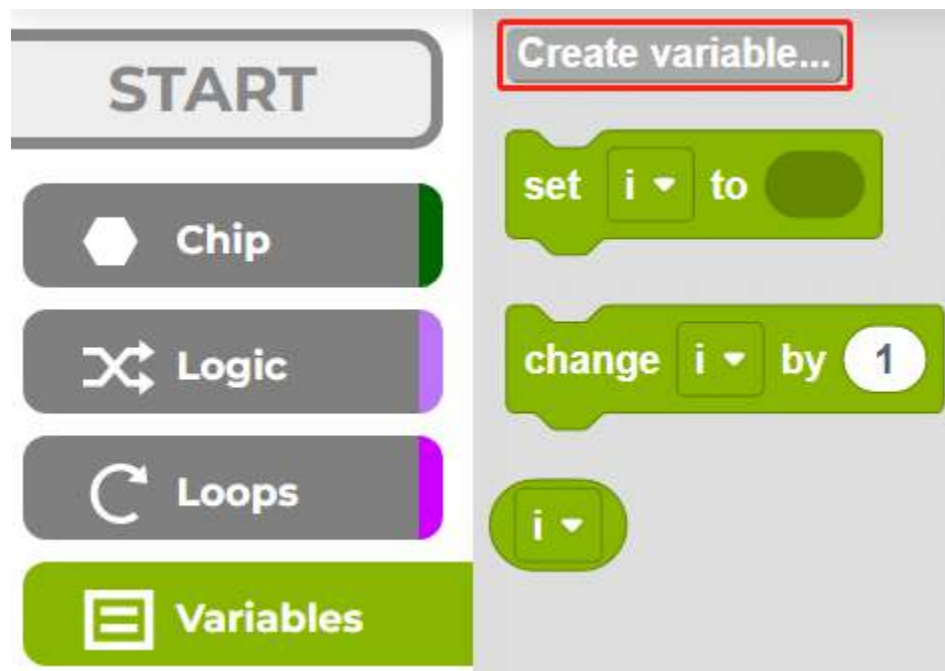 START
Chip
Logic
Loops
Variables
Create variable...
set i to
change i by 1
i